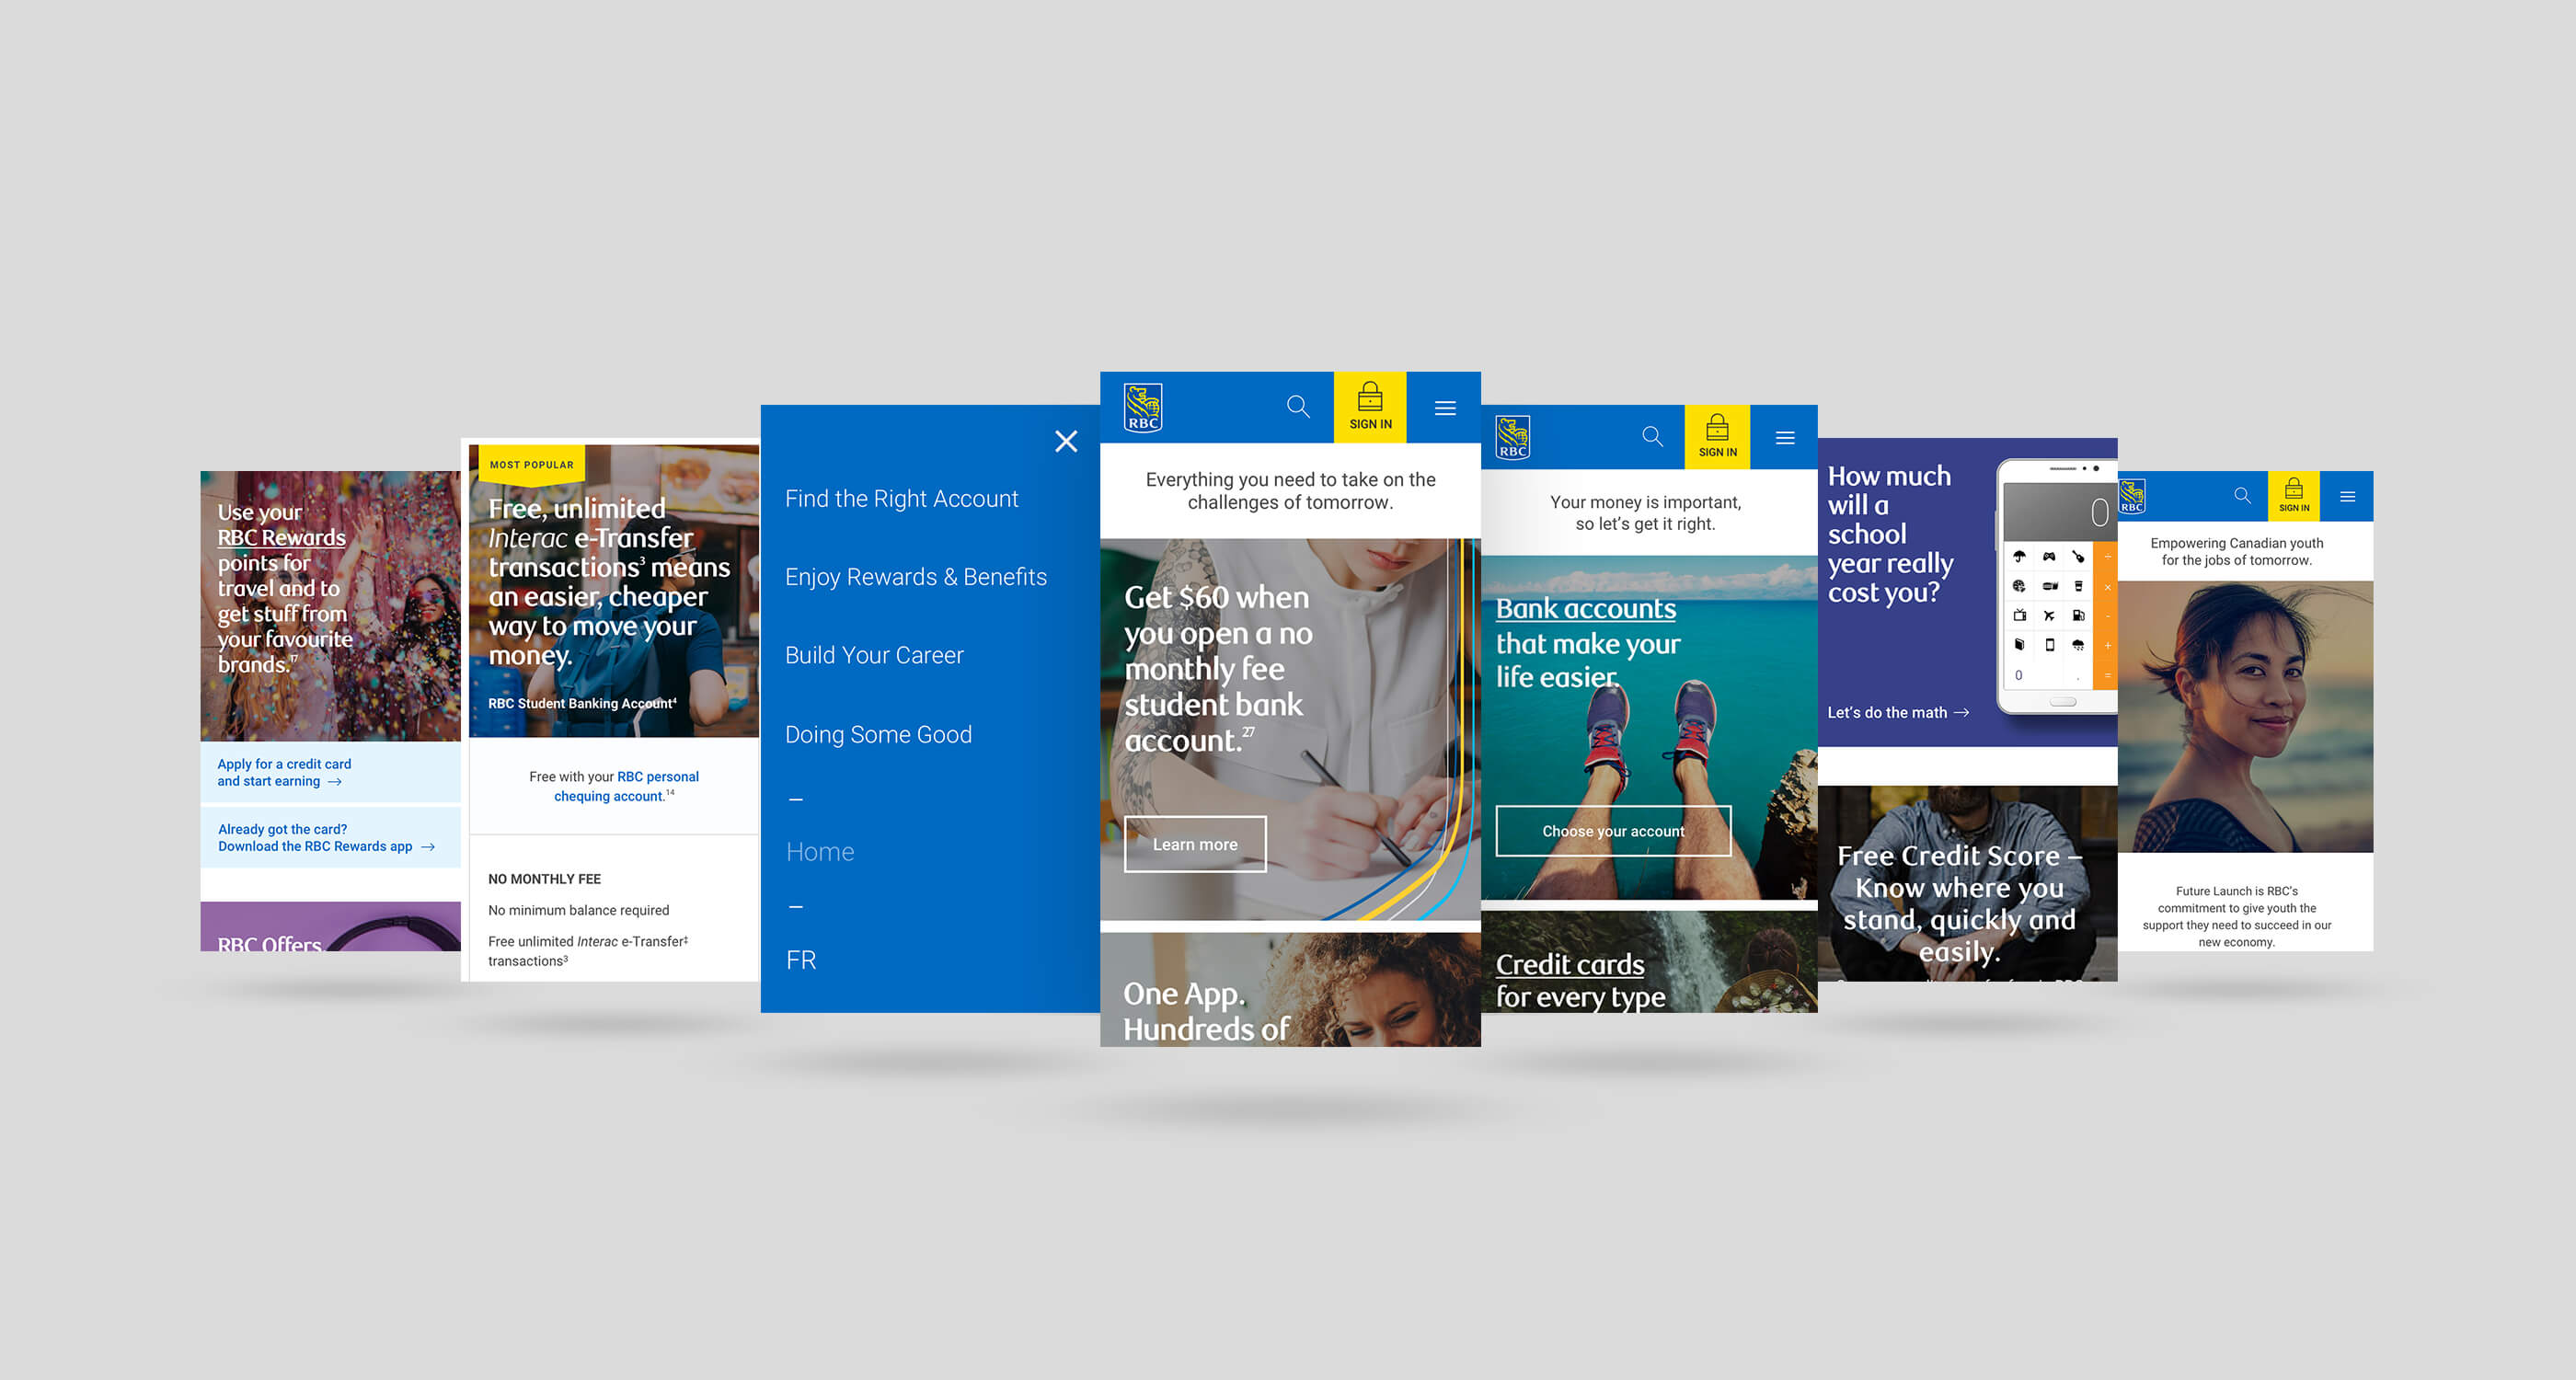 Use your
RBC Rewards
points for
travel and to
get stuff from
your favourite
brands.17
Apply for a credit card
and start earning →
Already got the card?
Download the RBC Rewards app →
RBC Offers
MOST POPULAR
Free, unlimited
Interac e-Transfer
transactions3 means
an easier, cheaper
way to move your
money.
RBC Student Banking Account4
Free with your RBC personal
chequing account.14
NO MONTHLY FEE
No minimum balance required
Free unlimited Interac e-Transfer‡
transactions3
Find the Right Account
Enjoy Rewards & Benefits
Build Your Career
Doing Some Good
–
Home
–
FR
RBC
SIGN IN
Everything you need to take on the
challenges of tomorrow.
Get $60 when
you open a no
monthly fee
student bank
account.27
Learn more
One App.
Hundreds of
RBC
SIGN IN
Your money is important,
so let's get it right.
Bank accounts
that make your
life easier.
Choose your account
Credit cards
for every type
How much
will a
school
year really
cost you?
0
÷
×
-
+
0 . =
Let's do the math →
Free Credit Score –
Know where you
stand, quickly and
easily.
RBC
SIGN IN
Empowering Canadian youth
for the jobs of tomorrow.
Future Launch is RBC's
commitment to give youth the
support they need to succeed in our
new economy.